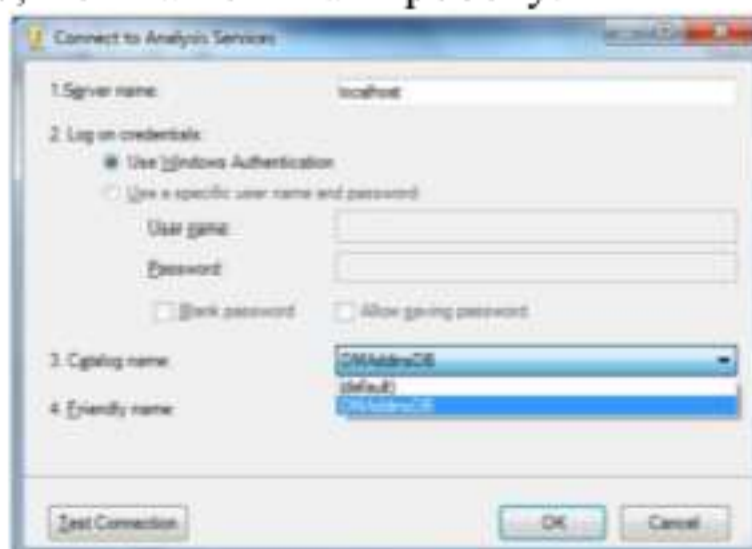 Connect to Analysis Services
1.Server name: localhost
2. Log on credentials:
Use Windows Authentication
Use a specific user name and password
User name:
Password:
Blank password Allow saving password
3. Catalog name: DMAddinsDB
(default)
DMAddinsDB
4. Friendly name:
Test Connection OK Cancel